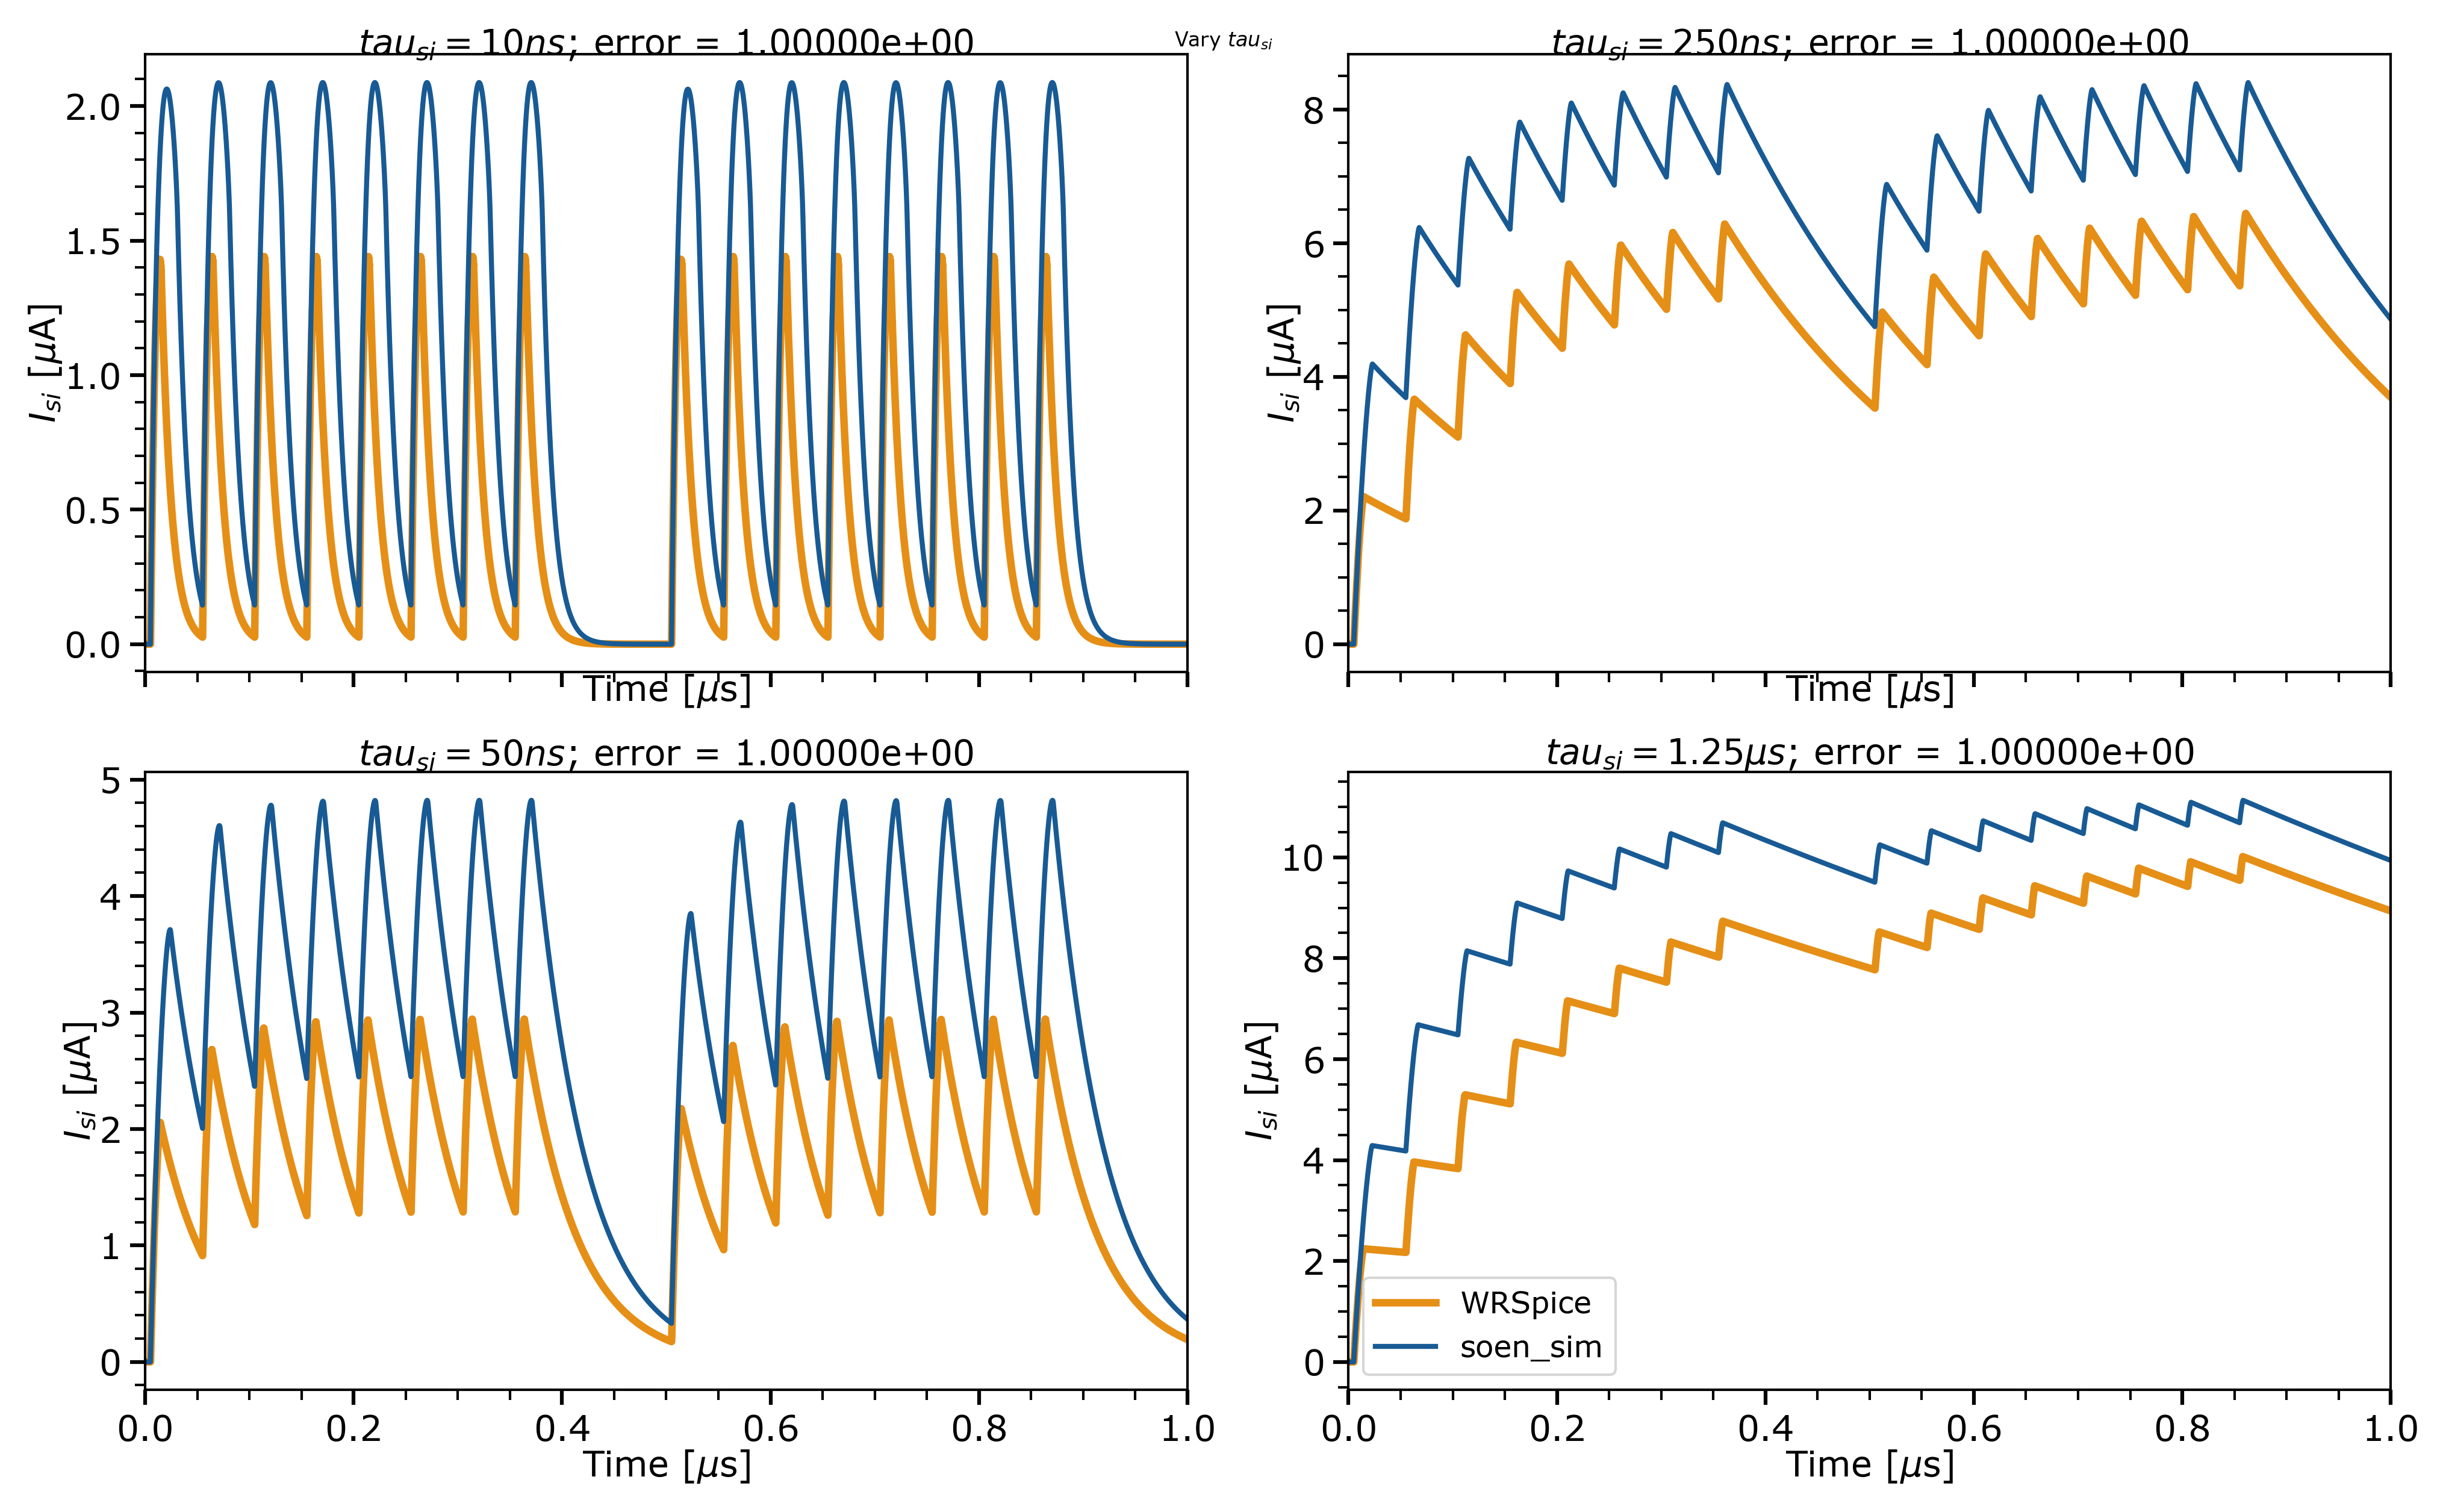 Vary tau_si
tau_si = 10ns; error = 1.00000e+00
I_si [μA]
2.0
1.5
1.0
0.5
0.0
Time [μs]
tau_si = 250ns; error = 1.00000e+00
I_si [μA]
8
6
4
2
0
Time [μs]
tau_si = 50ns; error = 1.00000e+00
I_si [μA]
5
4
3
2
1
0
0.0 0.2 0.4 0.6 0.8 1.0
Time [μs]
tau_si = 1.25μs; error = 1.00000e+00
I_si [μA]
10
8
6
4
2
0
WRSpice
soen_sim
0.0 0.2 0.4 0.6 0.8 1.0
Time [μs]